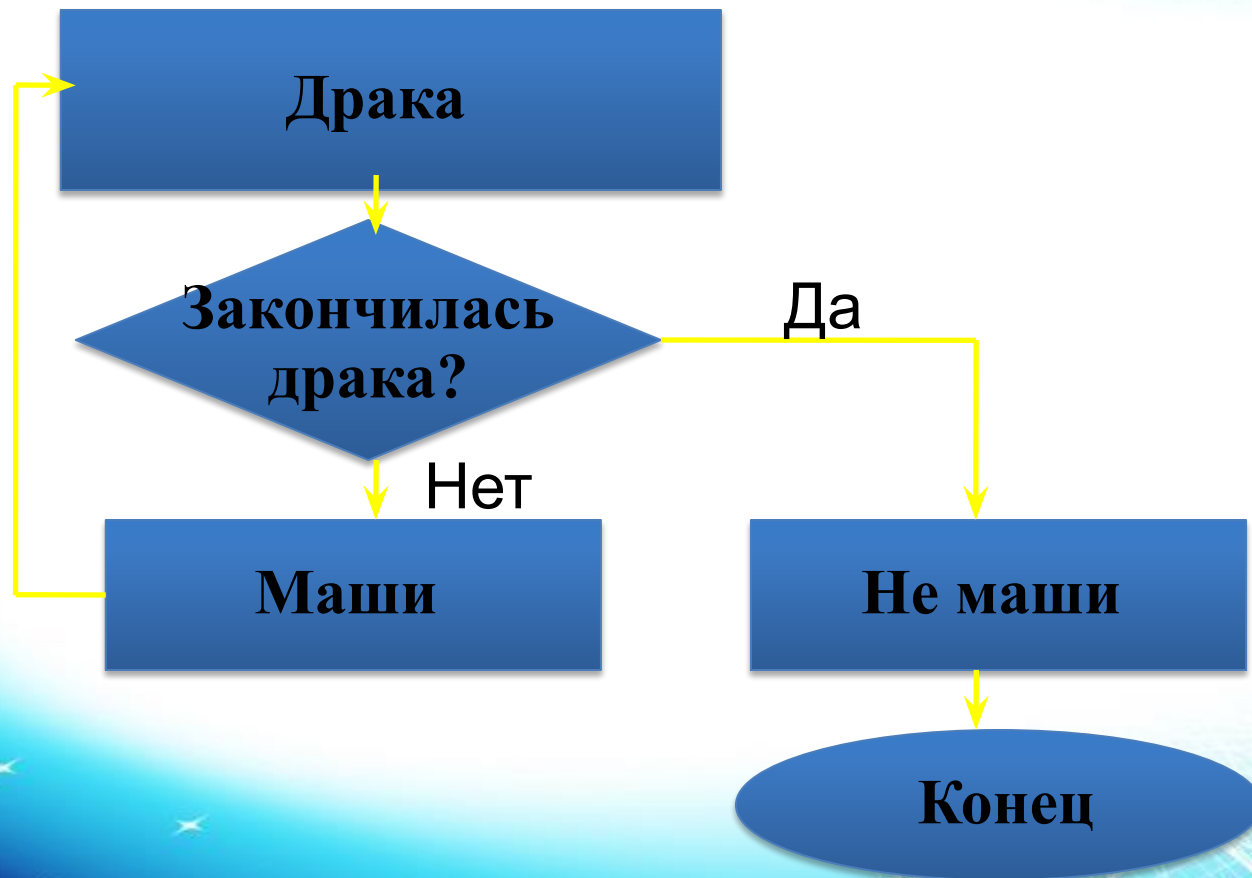 Драка
Закончилась
драка?
Да
Нет
Маши
Не маши
Конец